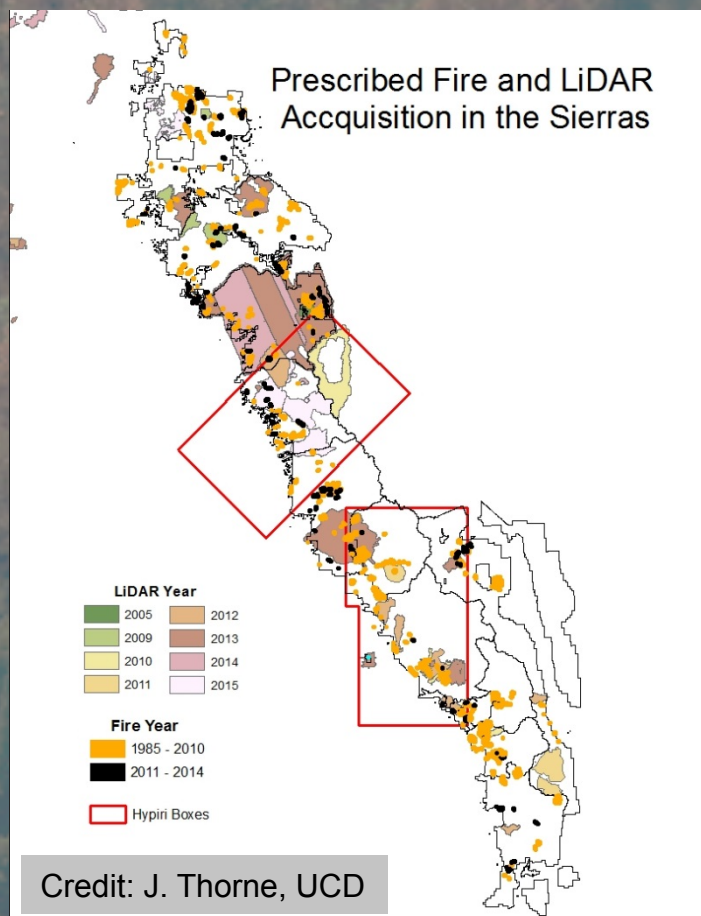 Prescribed Fire and LiDAR
Accquisition in the Sierras
LiDAR Year
2005
2009
2010
2011
2012
2013
2014
2015
Fire Year
1985 - 2010
2011 - 2014
Hypiri Boxes
Credit: J. Thorne, UCD